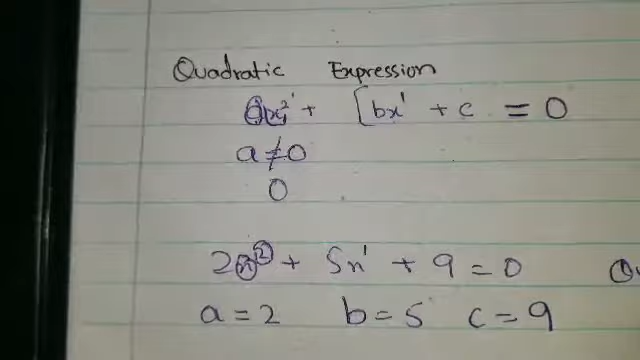 Quadratic Expression
ax² + [bx¹ + c = 0
a ≠ 0
0
2x² + 5x¹ + 9 = 0
a = 2 b = 5 c = 9